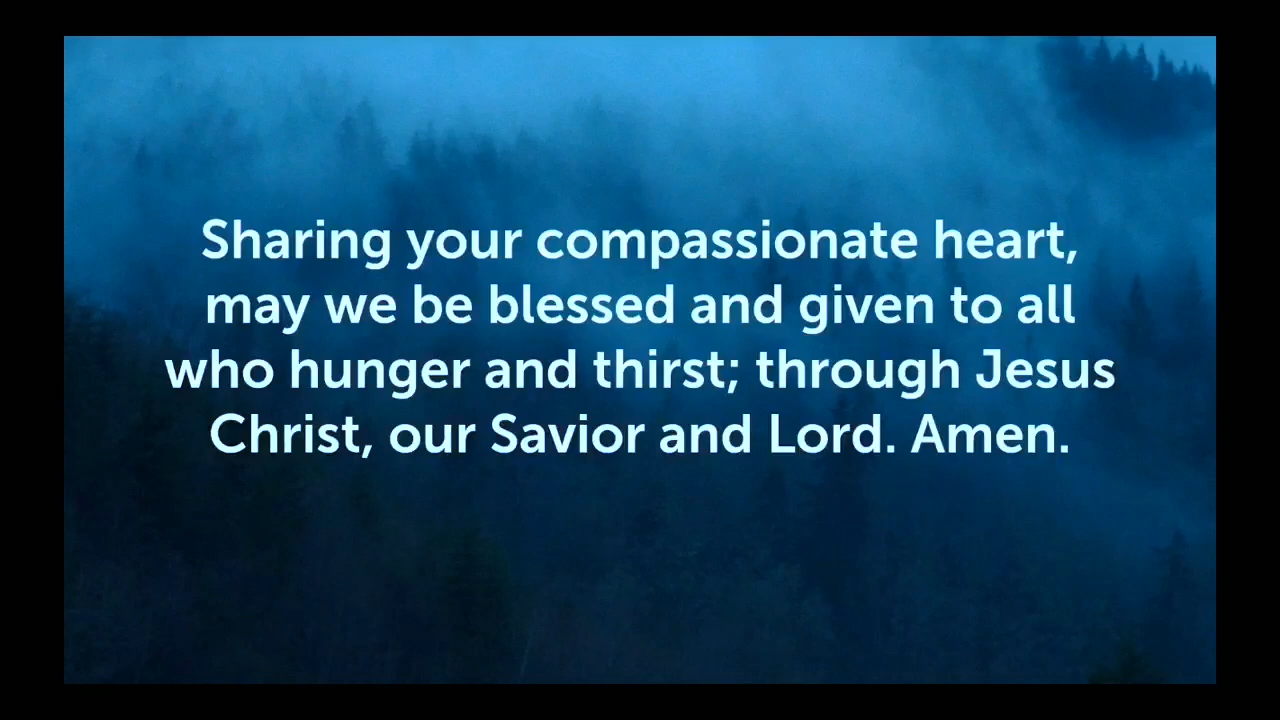 Sharing your compassionate heart,
may we be blessed and given to all
who hunger and thirst; through Jesus
Christ, our Savior and Lord. Amen.